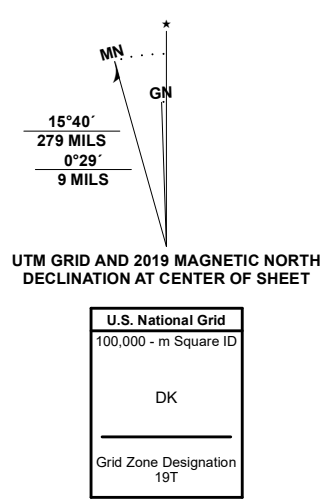 ★
MN
GN
15°40´
279 MILS
0°29´
9 MILS
UTM GRID AND 2019 MAGNETIC NORTH
DECLINATION AT CENTER OF SHEET
U.S. National Grid
100,000 - m Square ID
DK
Grid Zone Designation
19T